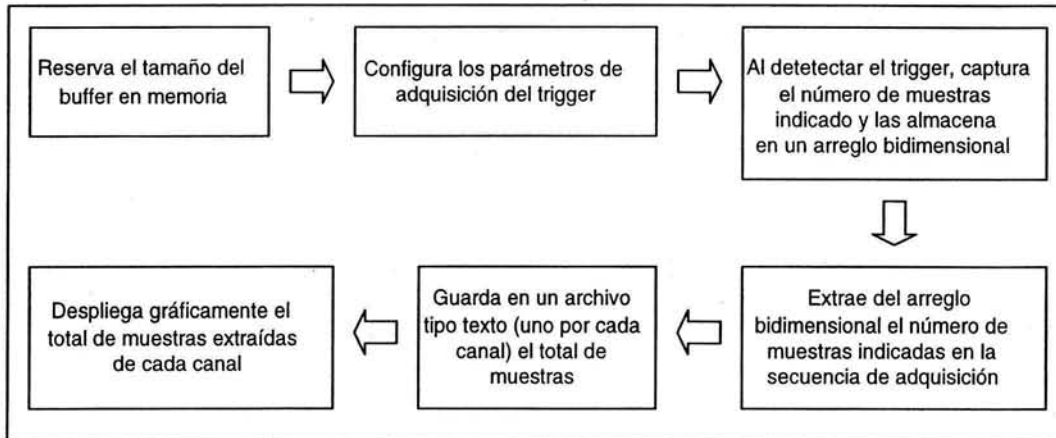 Reserva el tamaño del
buffer en memoria
Configura los parámetros de
adquisición del trigger
Al detetectar el trigger, captura
el número de muestras
indicado y las almacena
en un arreglo bidimensional
Extrae del arreglo
bidimensional el número de
muestras indicadas en la
secuencia de adquisición
Guarda en un archivo
tipo texto (uno por cada
canal) el total de
muestras
Despliega gráficamente el
total de muestras extraídas
de cada canal